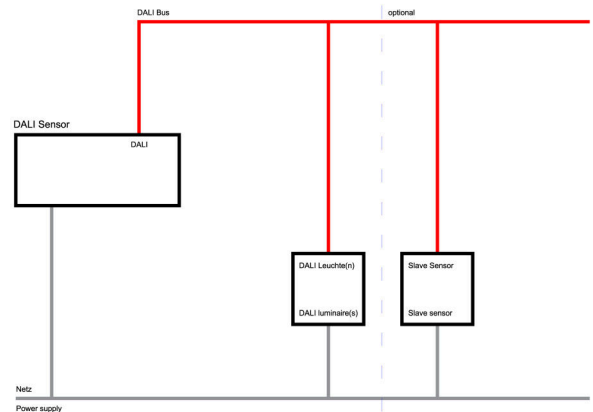 DALI Bus
optional
DALI Sensor
DALI
DALI Leuchte(n)
DALI luminaire(s)
Slave Sensor
Slave sensor
Netz
Power supply